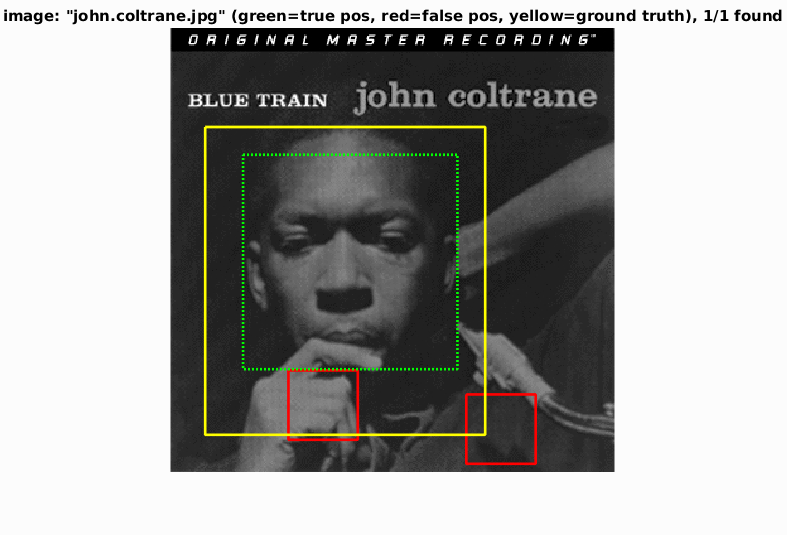 image: "john.coltrane.jpg" (green=true pos, red=false pos, yellow=ground truth), 1/1 found
ORIGINAL MASTER RECORDING™
BLUE TRAIN john coltrane